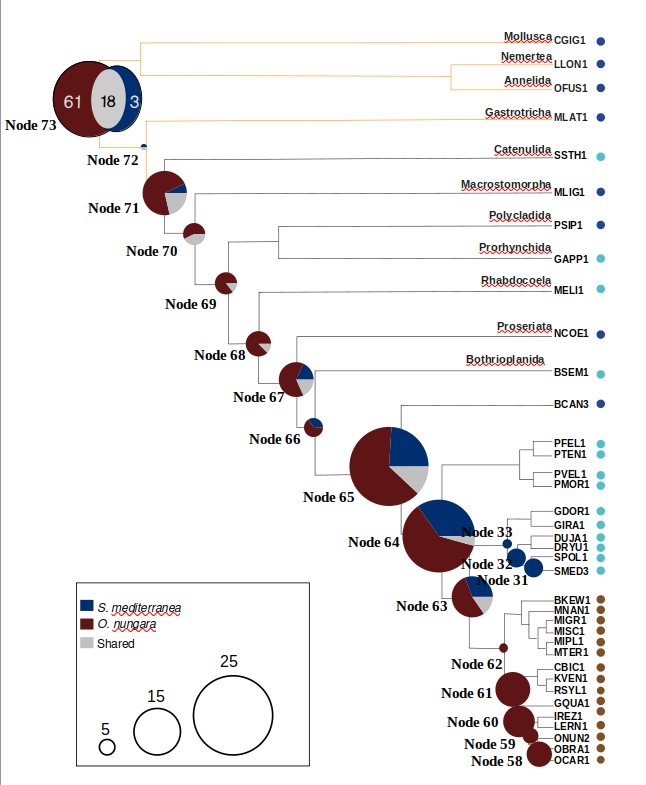 Mollusca CGIG1
Nemertea LLON1
Annelida OFUS1
61 18 3
Gastrotricha MLAT1
Node 73
Catenulida SSTH1
Node 72
Macrostomorpha MLIG1
Node 71
Polycladida PSIP1
Node 70
Prorhynchida GAPP1
Rhabdocoela MELI1
Node 69
Proseriata NCOE1
Node 68
Bothrioplanida BSEM1
Node 67
BCAN3
Node 66
PFEL1
PTEN1
PVEL1
PMOR1
Node 65
GDOR1
GIRA1
Node 33
DUJA1
Node 64
DRYU1
SPOL1
Node 32
SMED3
Node 31
BKEW1
Node 63
MNAN1
MIGR1
MISC1
MIPL1
MTER1
Node 62
CBIC1
KVEN1
RSYL1
Node 61
GQUA1
IREZ1
Node 60
LERN1
ONUN2
Node 59
OBRA1
Node 58
OCAR1
S. mediterranea
O. nungara
Shared
25
15
5